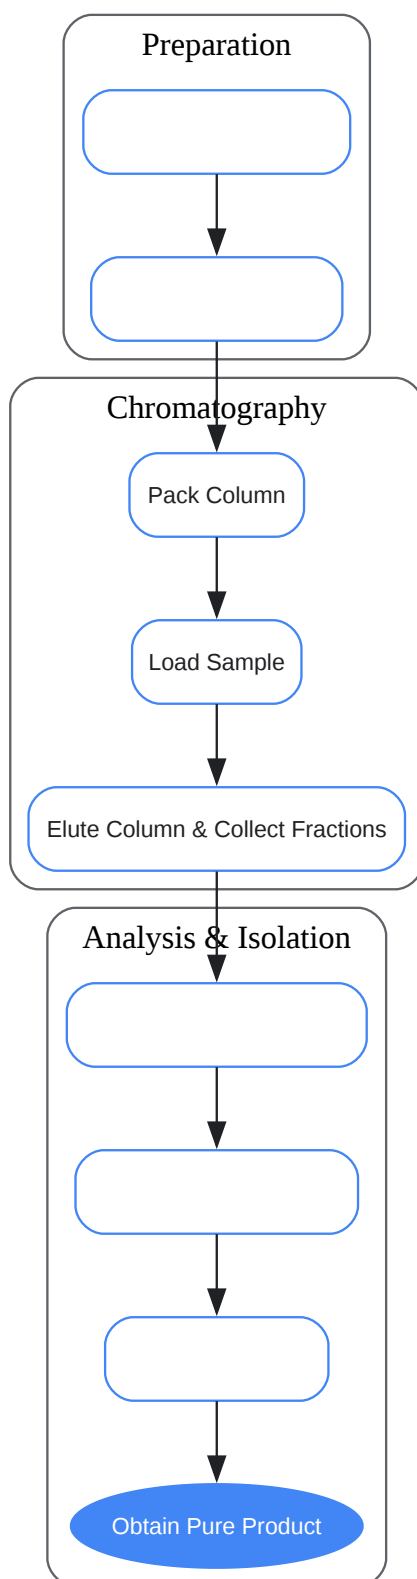 Preparation
Chromatography
Pack Column
Load Sample
Elute Column & Collect Fractions
Analysis & Isolation
Obtain Pure Product